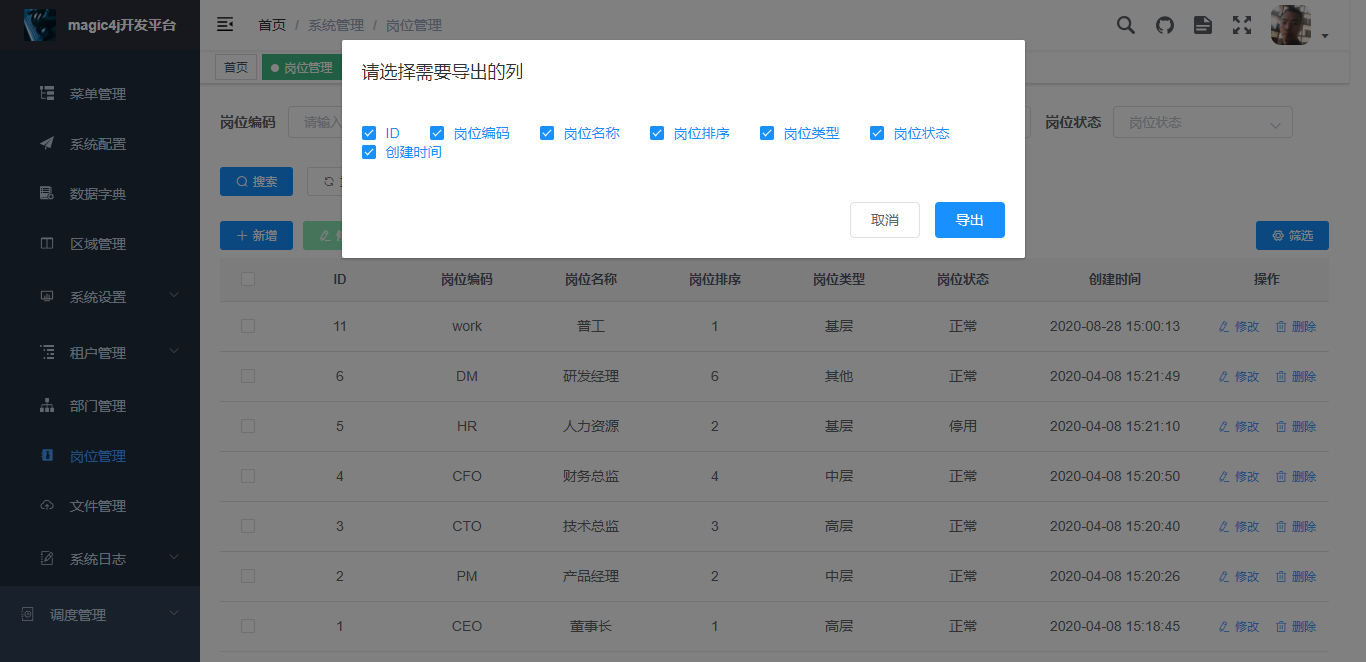 magic4j开发平台
首页 / 系统管理 / 岗位管理
首页
岗位管理
菜单管理
系统配置
数据字典
区域管理
系统设置
租户管理
部门管理
岗位管理
文件管理
系统日志
调度管理
请选择需要导出的列
ID 岗位编码 岗位名称 岗位排序 岗位类型 岗位状态
创建时间
取消 导出
岗位编码 请输入
岗位状态 岗位状态
搜索
新增
筛选
ID 岗位编码 岗位名称 岗位排序 岗位类型 岗位状态 创建时间 操作
11 work 普工 1 基层 正常 2020-08-28 15:00:13 修改 删除
6 DM 研发经理 6 其他 正常 2020-04-08 15:21:49 修改 删除
5 HR 人力资源 2 基层 停用 2020-04-08 15:21:10 修改 删除
4 CFO 财务总监 4 中层 正常 2020-04-08 15:20:50 修改 删除
3 CTO 技术总监 3 高层 正常 2020-04-08 15:20:40 修改 删除
2 PM 产品经理 2 中层 正常 2020-04-08 15:20:26 修改 删除
1 CEO 董事长 1 高层 正常 2020-04-08 15:18:45 修改 删除